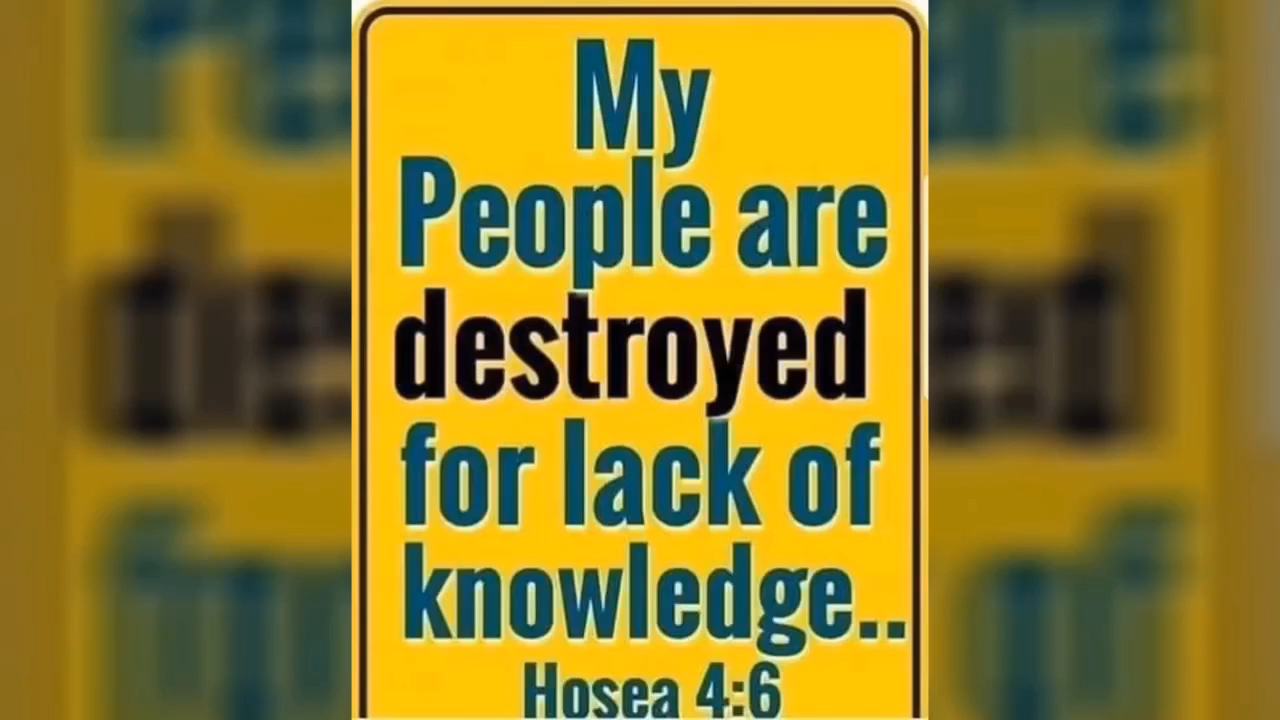 My
People are
destroyed
for lack of
knowledge..
Hosea 4:6